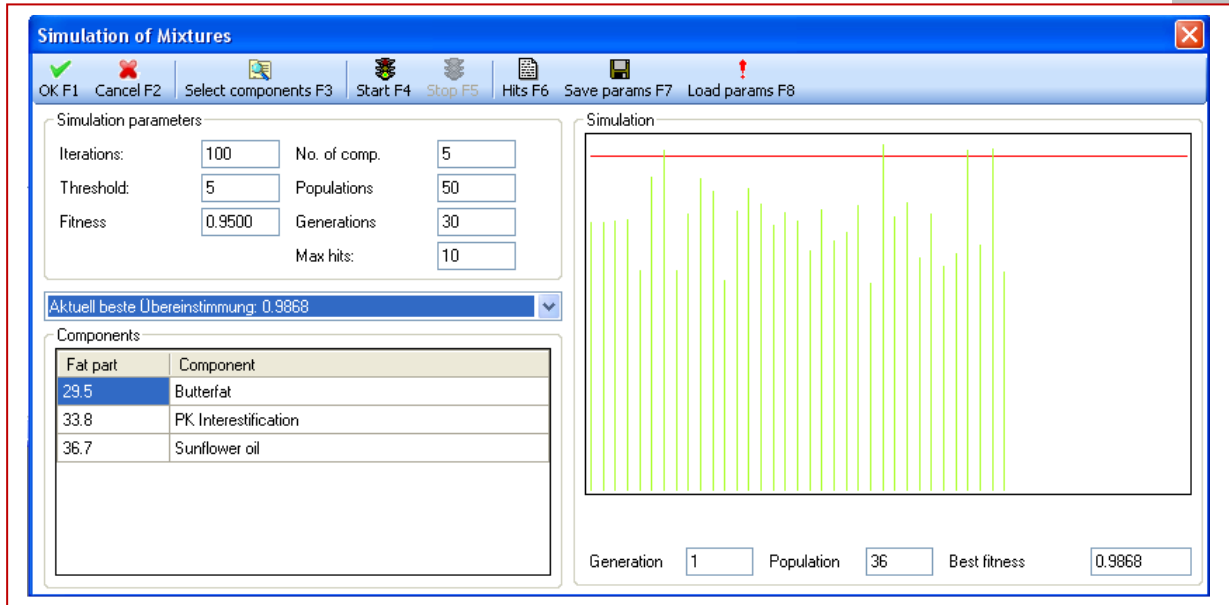 Simulation of Mixtures
OK F1 Cancel F2 Select components F3 Start F4 Stop F5 Hits F6 Save params F7 Load params F8
Simulation parameters
Iterations: 100 No. of comp. 5
Threshold: 5 Populations 50
Fitness 0.9500 Generations 30
Max hits: 10
Aktuell beste Übereinstimmung: 0.9868
Components
Fat part Component
29.5 Butterfat
33.8 PK Interestification
36.7 Sunflower oil
Simulation
Generation 1 Population 36 Best fitness 0.9868